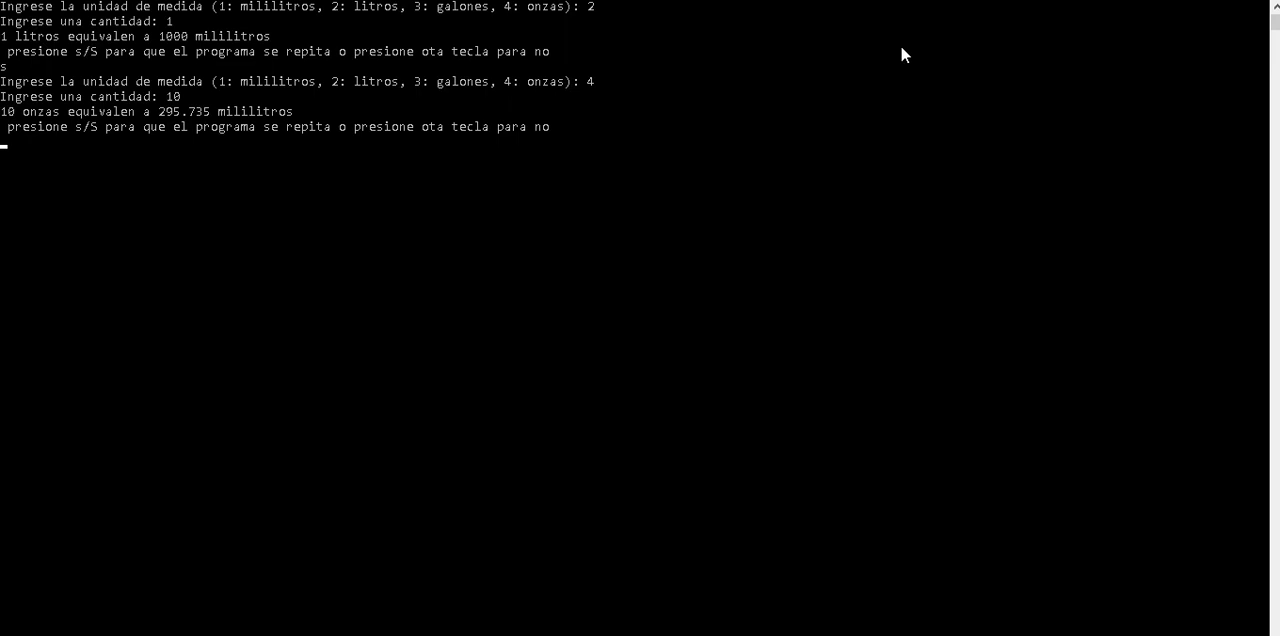 Ingrese la unidad de medida (1: mililitros, 2: litros, 3: galones, 4: onzas): 2
Ingrese una cantidad: 1
1 litros equivalen a 1000 mililitros
presione s/S para que el programa se repita o presione ota tecla para no
s
Ingrese la unidad de medida (1: mililitros, 2: litros, 3: galones, 4: onzas): 4
Ingrese una cantidad: 10
10 onzas equivalen a 295.735 mililitros
presione s/S para que el programa se repita o presione ota tecla para no